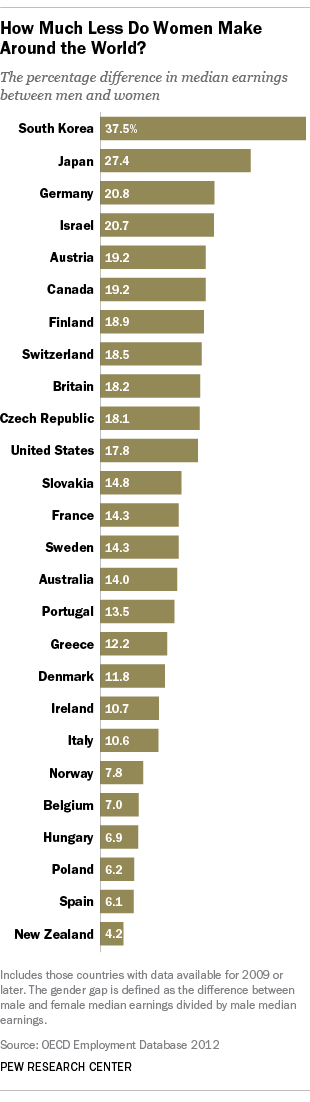 How Much Less Do Women Make
Around the World?
The percentage difference in median earnings
between men and women
South Korea 37.5%
Japan 27.4
Germany 20.8
Israel 20.7
Austria 19.2
Canada 19.2
Finland 18.9
Switzerland 18.5
Britain 18.2
Czech Republic 18.1
United States 17.8
Slovakia 14.8
France 14.3
Sweden 14.3
Australia 14.0
Portugal 13.5
Greece 12.2
Denmark 11.8
Ireland 10.7
Italy 10.6
Norway 7.8
Belgium 7.0
Hungary 6.9
Poland 6.2
Spain 6.1
New Zealand 4.2
Includes those countries with data available for 2009 or
later. The gender gap is defined as the difference between
male and female median earnings divided by male median
earnings.
Source: OECD Employment Database 2012
PEW RESEARCH CENTER